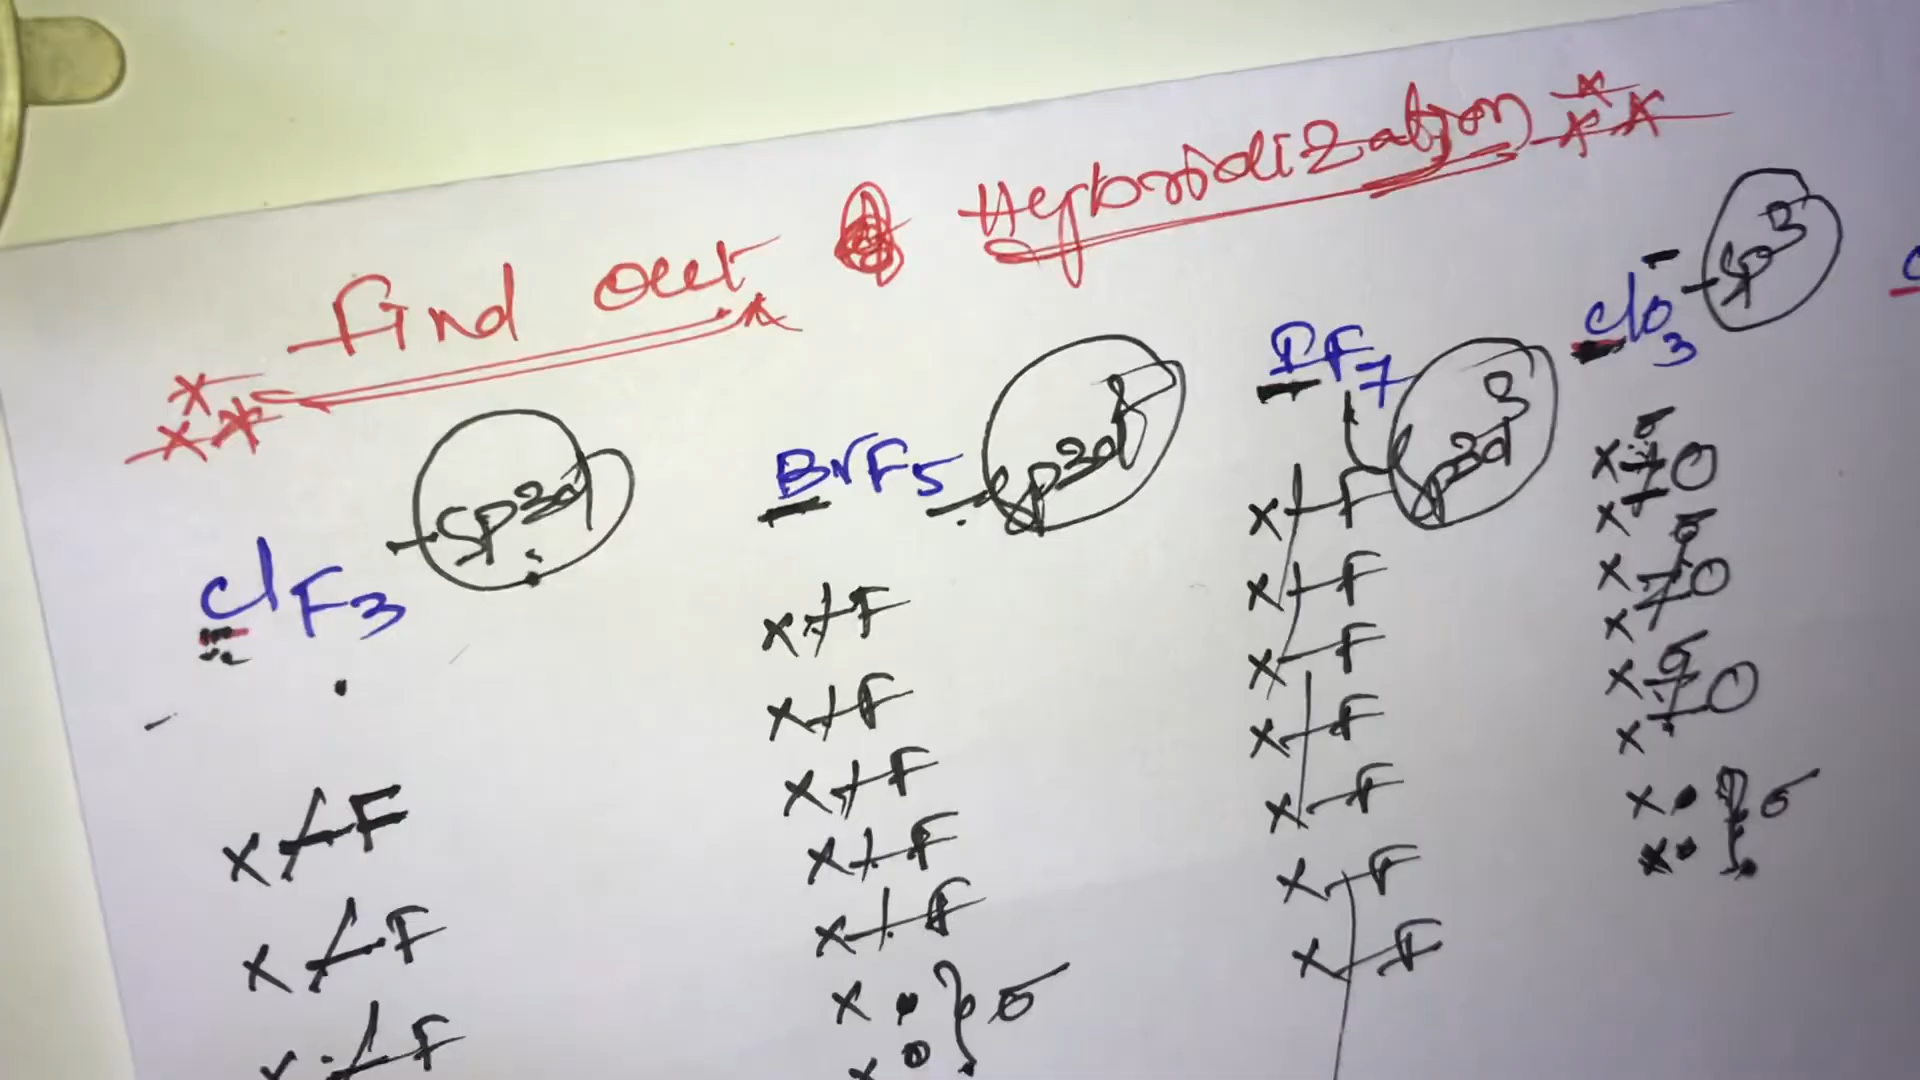 Find out Hybridization
ClF3 - sp3d
x-F
x-F
x-F
BrF5 - sp3d2
x-F
x-F
x-F
x-F
x-F
x • } σ
x •
IF7 sp3d3
x-F
x-F
x-F
x-F
x-F
x-F
x-F
ClO3- - sp3
x σ O
x
x σ O
x
x σ O
x
x • } σ
x •